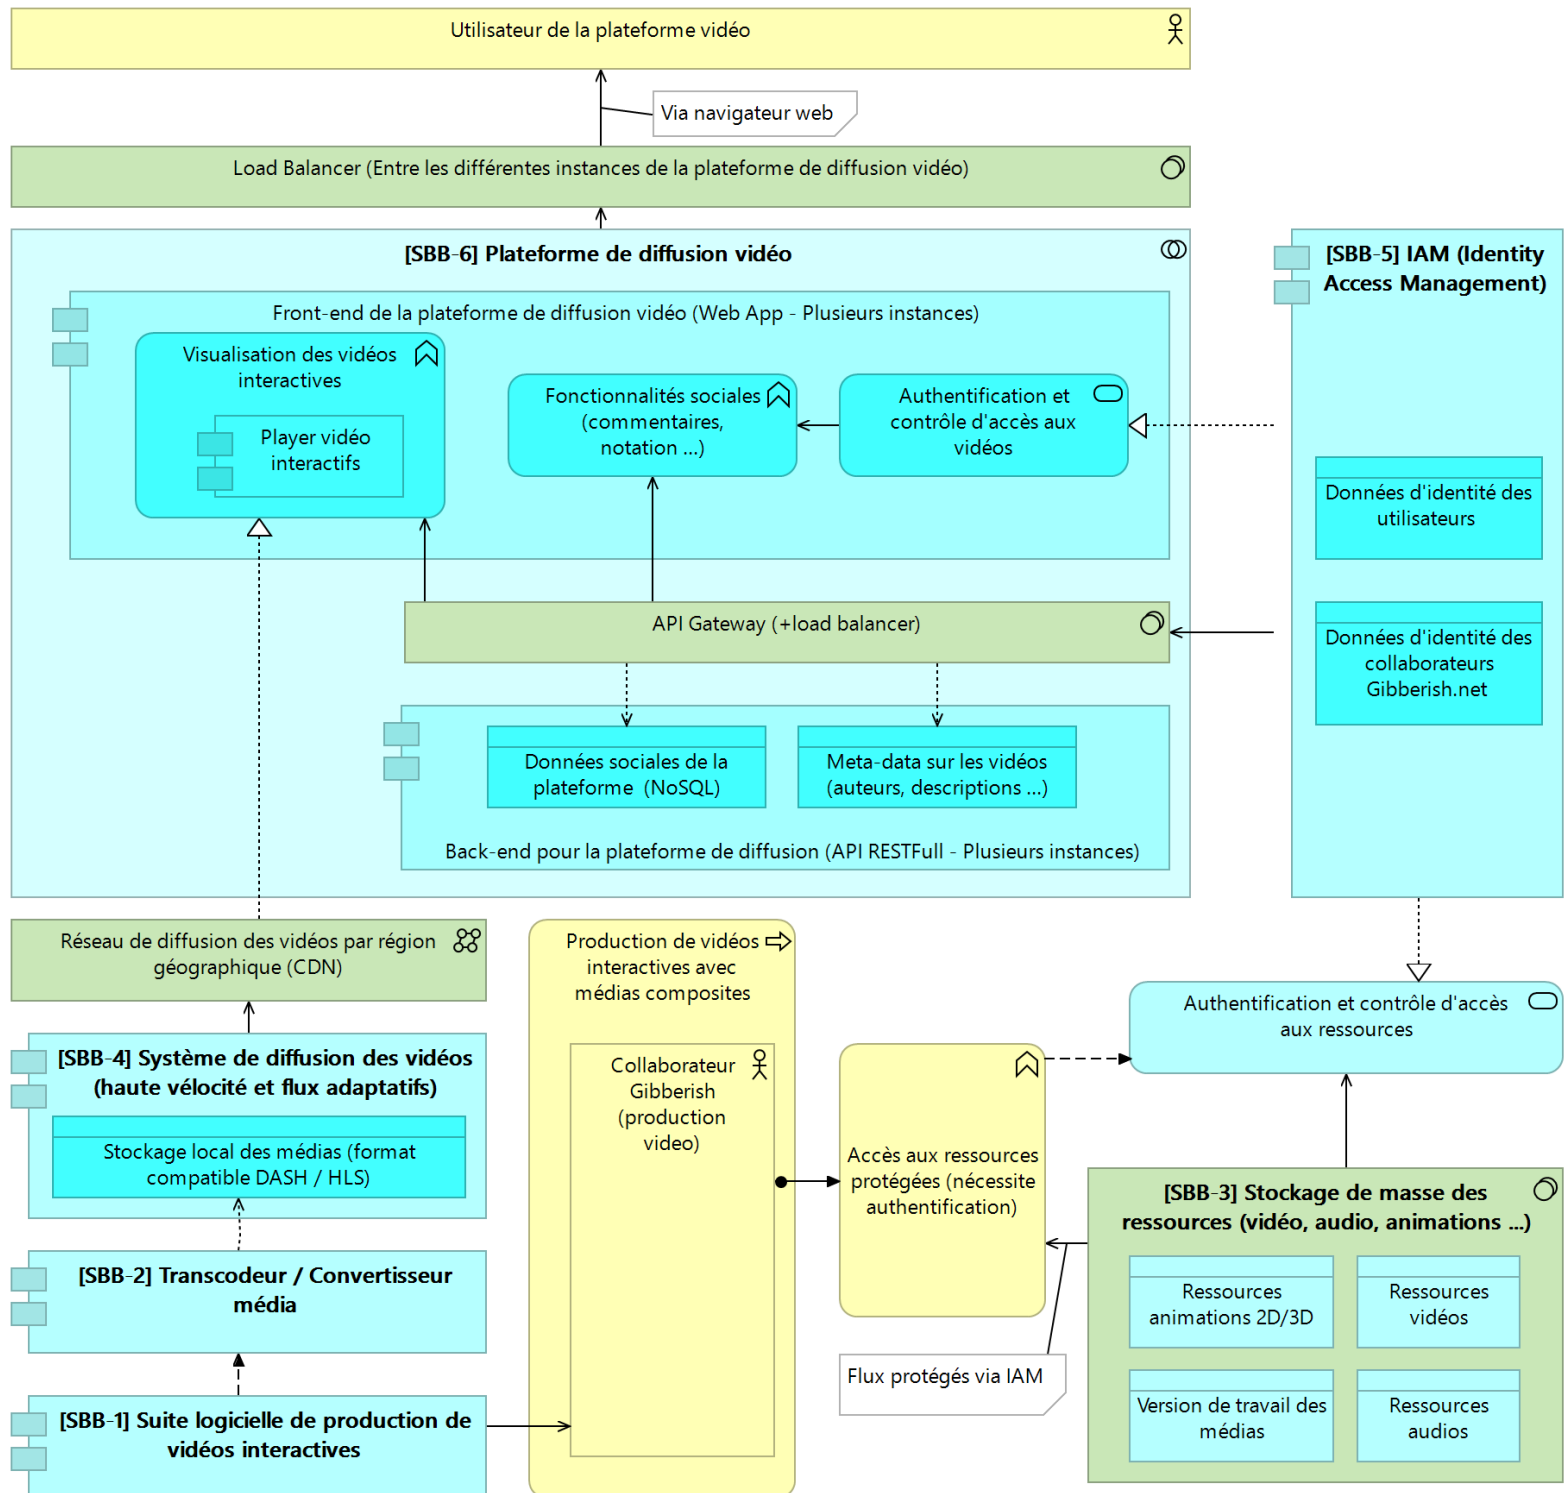 Utilisateur de la plateforme vidéo
Via navigateur web
Load Balancer (Entre les différentes instances de la plateforme de diffusion vidéo)
[SBB-6] Plateforme de diffusion vidéo
Front-end de la plateforme de diffusion vidéo (Web App - Plusieurs instances)
Visualisation des vidéos
interactives
Player vidéo
interactifs
Fonctionnalités sociales
(commentaires,
notation ...)
Authentification et
contrôle d'accès aux
vidéos
API Gateway (+load balancer)
Données sociales de la
plateforme  (NoSQL)
Meta-data sur les vidéos
(auteurs, descriptions ...)
Back-end pour la plateforme de diffusion (API RESTFull - Plusieurs instances)
[SBB-5] IAM (Identity
Access Management)
Données d'identité des
utilisateurs
Données d'identité des
collaborateurs
Gibberish.net
Réseau de diffusion des vidéos par région
géographique (CDN)
[SBB-4] Système de diffusion des vidéos
(haute vélocité et flux adaptatifs)
Stockage local des médias (format
compatible DASH / HLS)
[SBB-2] Transcodeur / Convertisseur
média
[SBB-1] Suite logicielle de production de
vidéos interactives
Production de vidéos
interactives avec
médias composites
Collaborateur
Gibberish
(production
video)
Accès aux ressources
protégées (nécessite
authentification)
Flux protégés via IAM
Authentification et contrôle d'accès
aux ressources
[SBB-3] Stockage de masse des
ressources (vidéo, audio, animations ...)
Ressources
animations 2D/3D
Ressources
vidéos
Version de travail des
médias
Ressources
audios